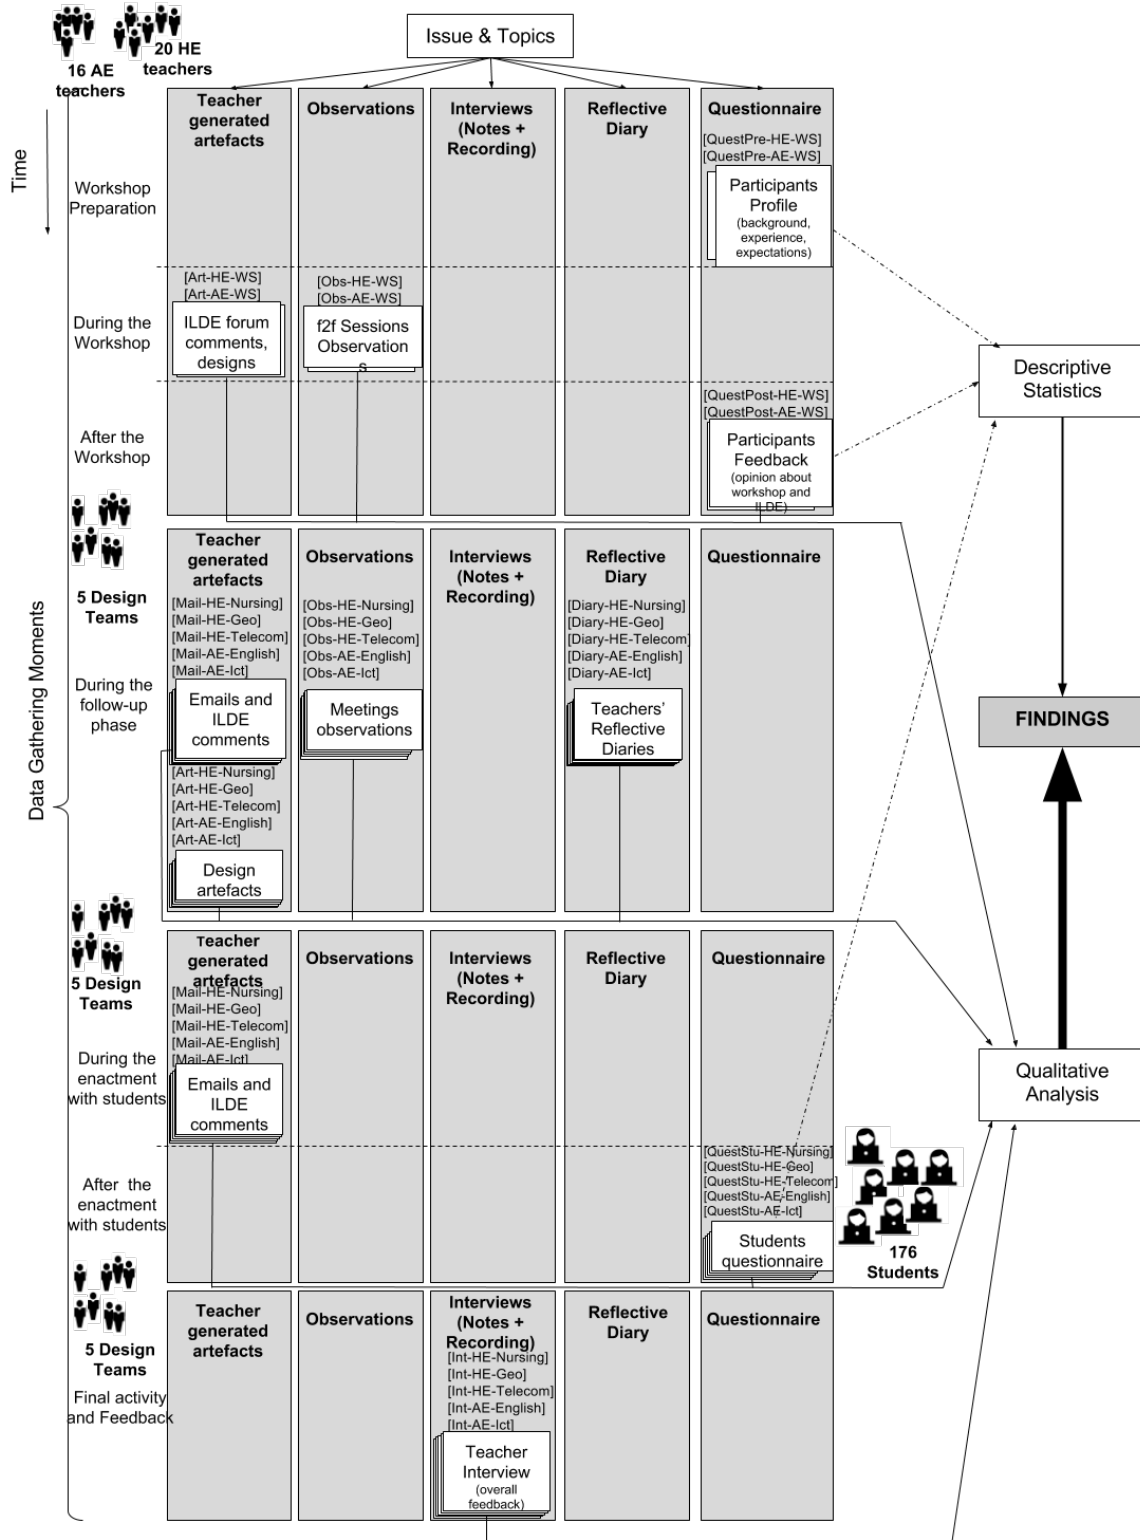 Issue & Topics
20 HE
teachers
16 AE
teachers
Time
Data Gathering Moments
Teacher
generated
artefacts
Observations
Interviews
(Notes +
Recording)
Reflective
Diary
Questionnaire
[QuestPre-HE-WS]
[QuestPre-AE-WS]
Workshop
Preparation
Participants
Profile
(background,
experience,
expectations)
[Art-HE-WS]
[Art-AE-WS]
[Obs-HE-WS]
[Obs-AE-WS]
During the
Workshop
ILDE forum
comments,
designs
f2f Sessions
Observation
s
Descriptive
Statistics
[QuestPost-HE-WS]
[QuestPost-AE-WS]
After the
Workshop
Participants
Feedback
(opinion about
workshop and
ILDE)
Teacher
generated
artefacts
Observations
Interviews
(Notes +
Recording)
Reflective
Diary
Questionnaire
5 Design
Teams
[Mail-HE-Nursing]
[Mail-HE-Geo]
[Mail-HE-Telecom]
[Mail-AE-English]
[Mail-AE-Ict]
[Obs-HE-Nursing]
[Obs-HE-Geo]
[Obs-HE-Telecom]
[Obs-AE-English]
[Obs-AE-Ict]
[Diary-HE-Nursing]
[Diary-HE-Geo]
[Diary-HE-Telecom]
[Diary-AE-English]
[Diary-AE-Ict]
During the
follow-up
phase
Emails and
ILDE
comments
Meetings
observations
Teachers’
Reflective
Diaries
FINDINGS
[Art-HE-Nursing]
[Art-HE-Geo]
[Art-HE-Telecom]
[Art-AE-English]
[Art-AE-Ict]
Design
artefacts
Teacher
generated
artefacts
Observations
Interviews
(Notes +
Recording)
Reflective
Diary
Questionnaire
5 Design
Teams
[Mail-HE-Nursing]
[Mail-HE-Geo]
[Mail-HE-Telecom]
[Mail-AE-English]
[Mail-AE-Ict]
During the
enactment
with students
Emails and
ILDE
comments
Qualitative
Analysis
After the
enactment
with students
[QuestStu-HE-Nursing]
[QuestStu-HE-Geo]
[QuestStu-HE-Telecom]
[QuestStu-AE-English]
[QuestStu-AE-Ict]
Students
questionnaire
176
Students
Teacher
generated
artefacts
Observations
Interviews
(Notes +
Recording)
Reflective
Diary
Questionnaire
5 Design
Teams
Final activity
and Feedback
[Int-HE-Nursing]
[Int-HE-Geo]
[Int-HE-Telecom]
[Int-AE-English]
[Int-AE-Ict]
Teacher
Interview
(overall
feedback)